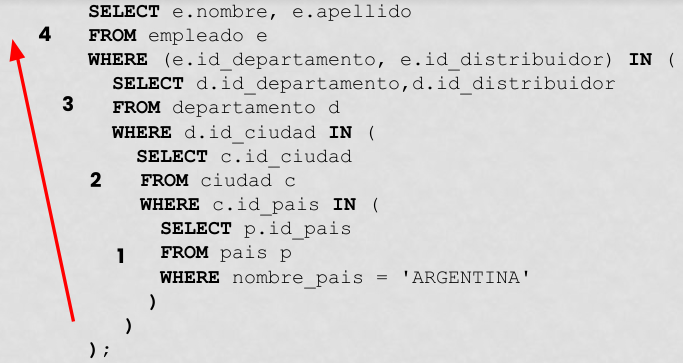 SELECT e.nombre, e.apellido
4 FROM empleado e
WHERE (e.id_departamento, e.id_distribuidor) IN (
SELECT d.id_departamento,d.id_distribuidor
3 FROM departamento d
WHERE d.id_ciudad IN (
SELECT c.id_ciudad
2 FROM ciudad c
WHERE c.id_pais IN (
SELECT p.id_pais
1 FROM pais p
WHERE nombre_pais = 'ARGENTINA'
)
)
);